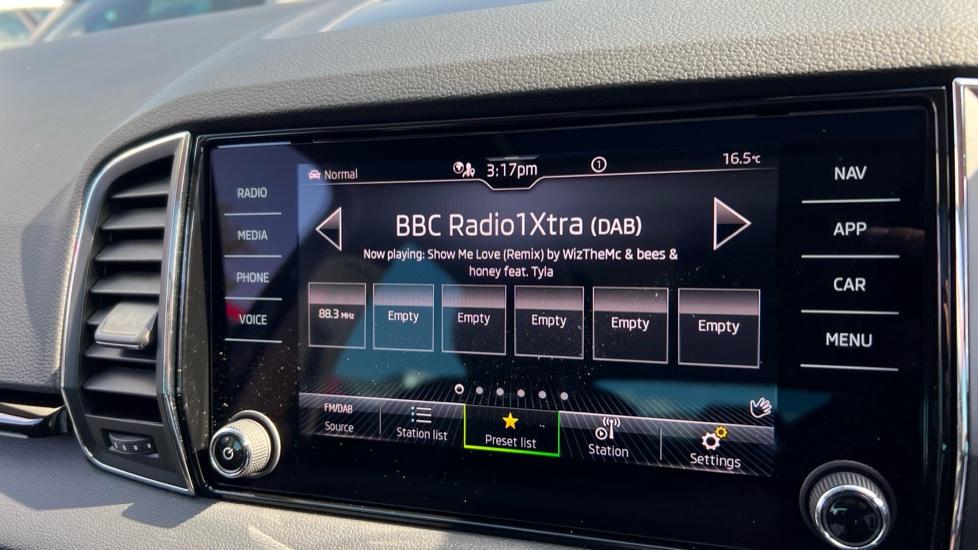 Normal
3:17pm
1
16.5°C
RADIO
MEDIA
PHONE
VOICE
BBC Radio1Xtra (DAB)
Now playing: Show Me Love (Remix) by WizTheMc & bees &
honey feat. Tyla
88.3 MHz
Empty
Empty
Empty
Empty
Empty
FM/DAB
Source
Station list
Preset list
Station
Settings
NAV
APP
CAR
MENU